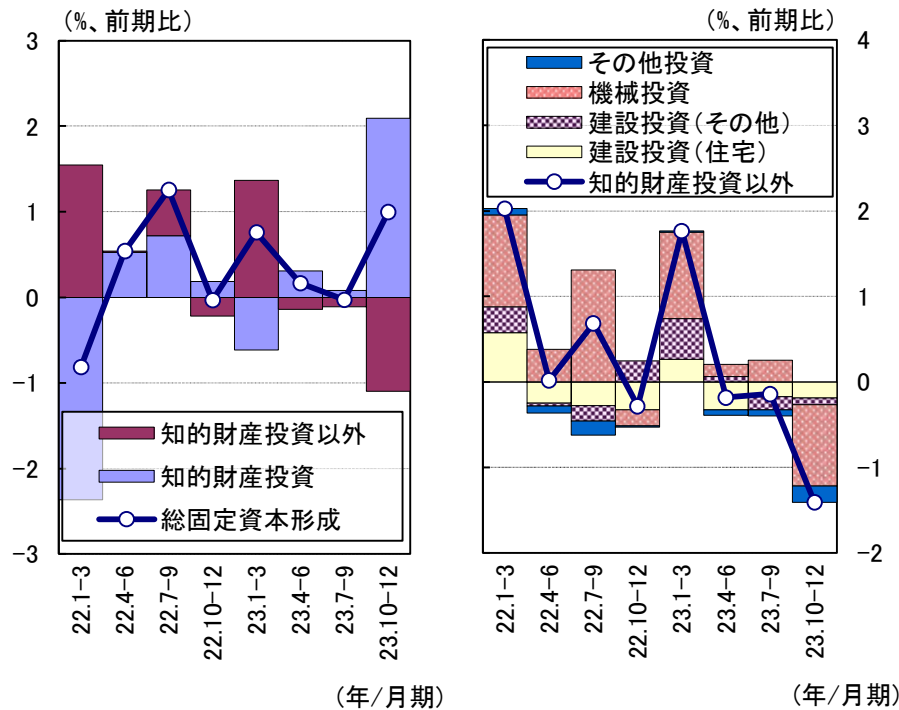 (%、前期比)
3
2
1
0
-1
-2
-3
知的財産投資以外
知的財産投資
総固定資本形成
22.1-3
22.4-6
22.7-9
22.10-12
23.1-3
23.4-6
23.7-9
23.10-12
(年/月期)
(%、前期比)
4
3
2
1
0
-1
-2
その他投資
機械投資
建設投資(その他)
建設投資(住宅)
知的財産投資以外
22.1-3
22.4-6
22.7-9
22.10-12
23.1-3
23.4-6
23.7-9
23.10-12
(年/月期)